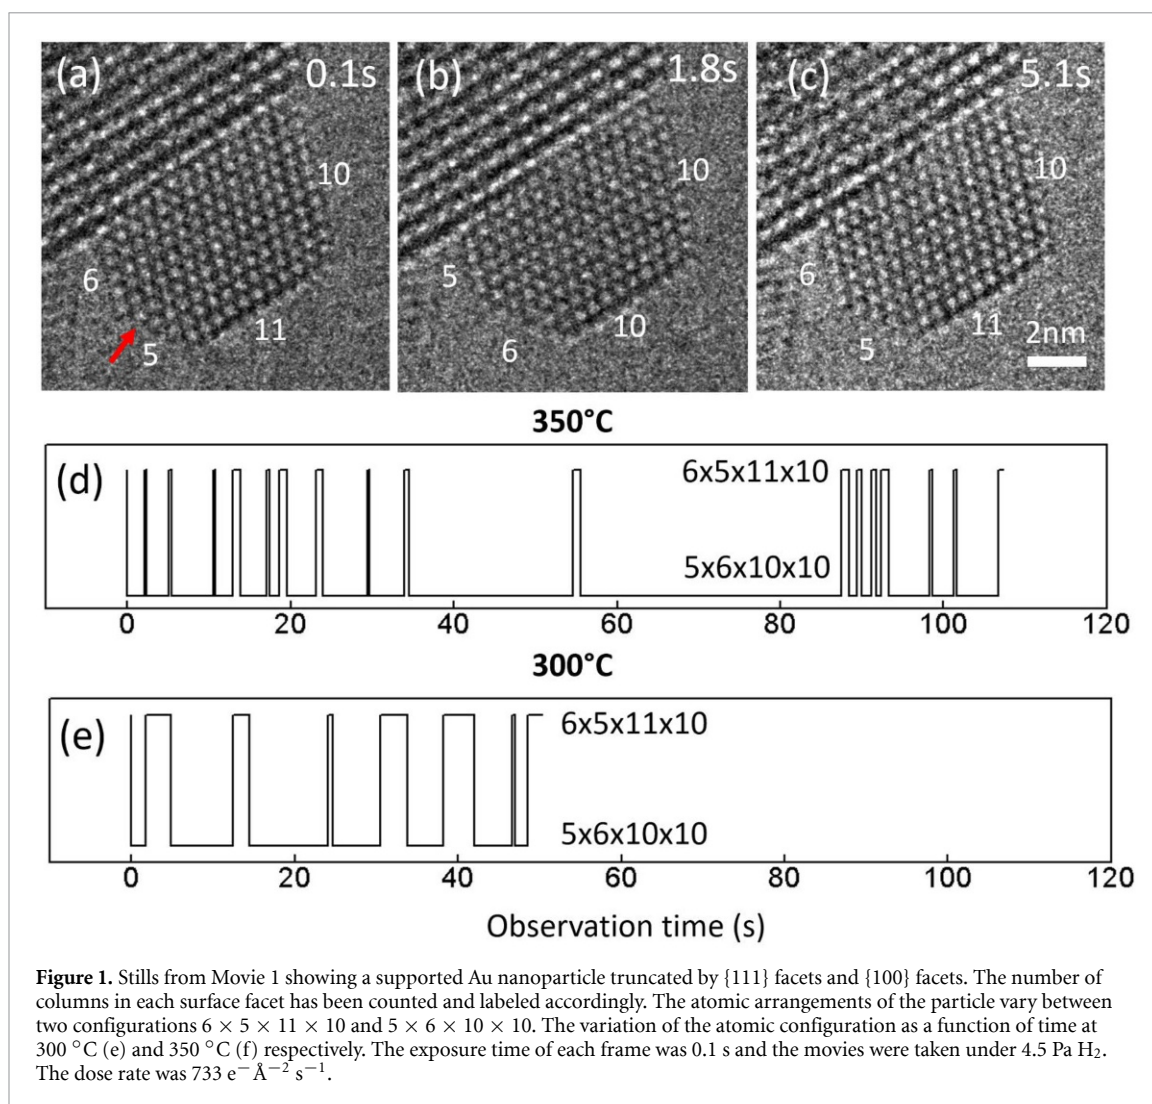 (a) 0.1s
10
6
11
5
(b) 1.8s
10
5
10
6
(c) 5.1s
10
6
11
5
2nm
350°C
(d)
6x5x11x10
5x6x10x10
0 20 40 60 80 100 120
300°C
(e)
6x5x11x10
5x6x10x10
0 20 40 60 80 100 120
Observation time (s)
Figure 1. Stills from Movie 1 showing a supported Au nanoparticle truncated by {111} facets and {100} facets. The number of
columns in each surface facet has been counted and labeled accordingly. The atomic arrangements of the particle vary between
two configurations 6 × 5 × 11 × 10 and 5 × 6 × 10 × 10. The variation of the atomic configuration as a function of time at
300 °C (e) and 350 °C (f) respectively. The exposure time of each frame was 0.1 s and the movies were taken under 4.5 Pa H₂.
The dose rate was 733 e⁻ Å⁻² s⁻¹.